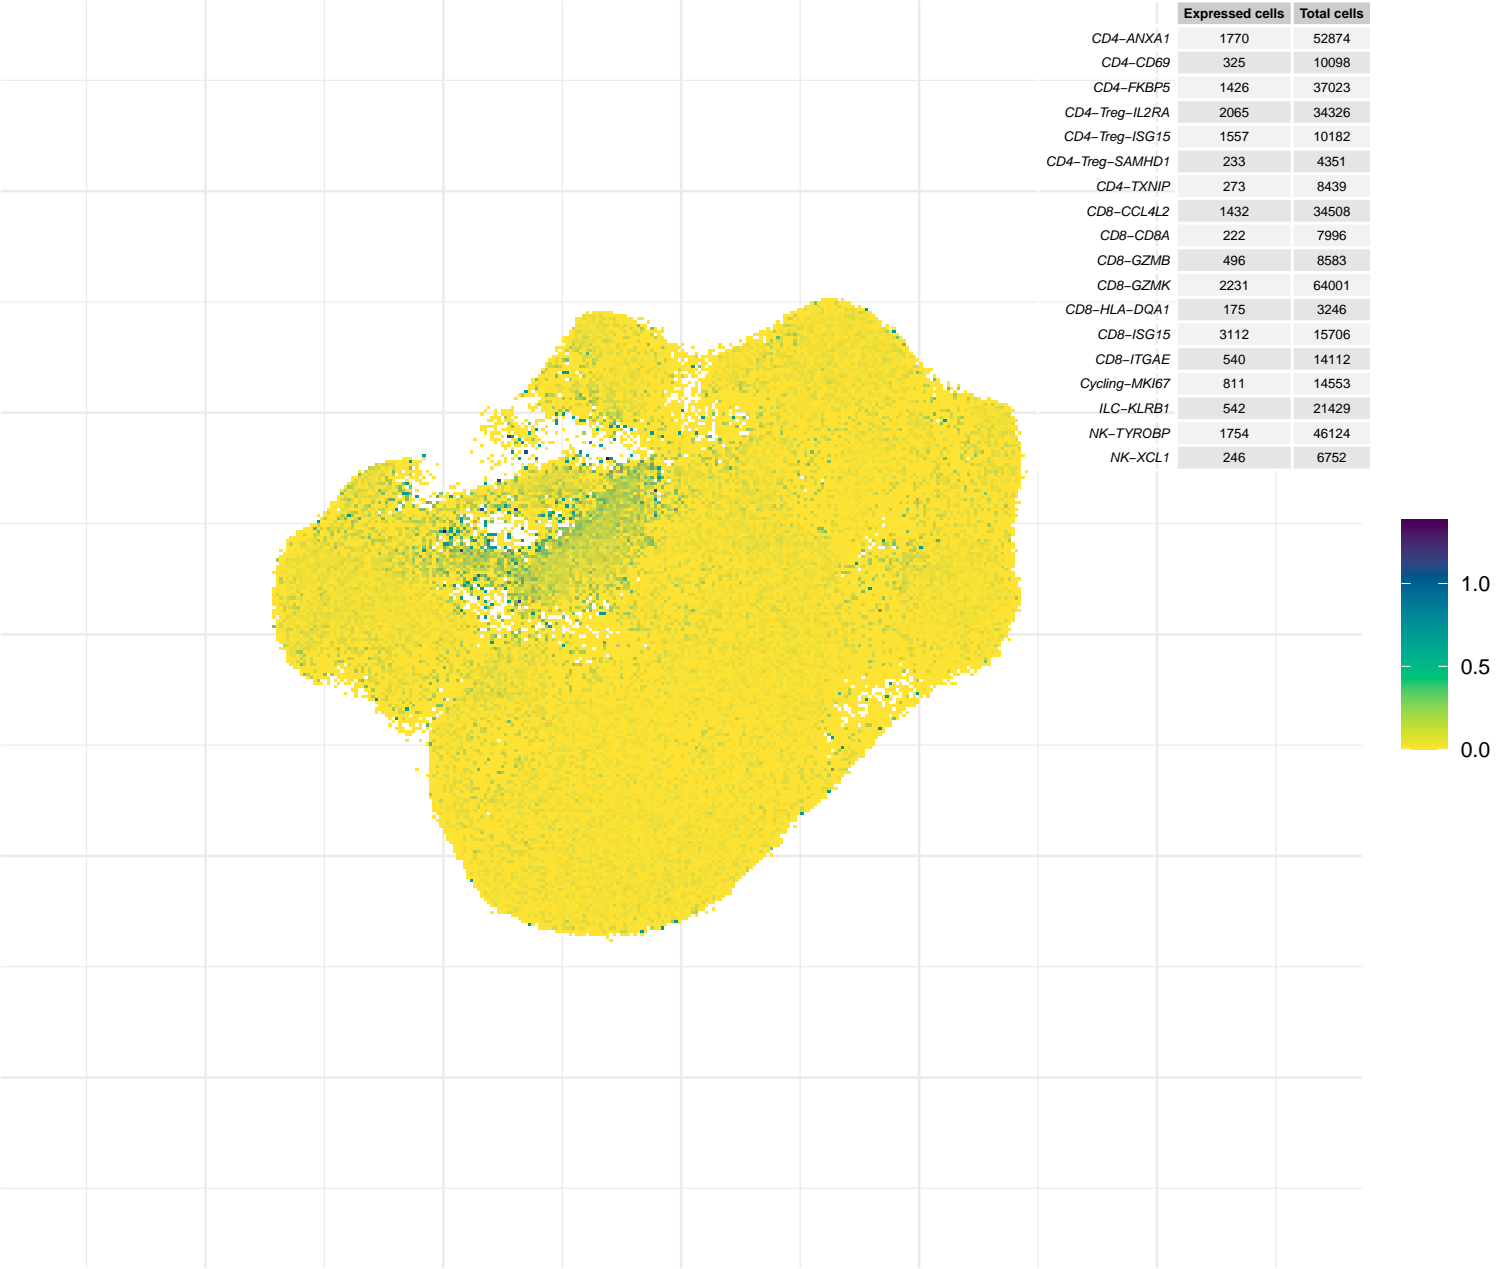 Expressed cells Total cells
CD4−ANXA1 1770 52874
CD4−CD69 325 10098
CD4−FKBP5 1426 37023
CD4−Treg−IL2RA 2065 34326
CD4−Treg−ISG15 1557 10182
CD4−Treg−SAMHD1 233 4351
CD4−TXNIP 273 8439
CD8−CCL4L2 1432 34508
CD8−CD8A 222 7996
CD8−GZMB 496 8583
CD8−GZMK 2231 64001
CD8−HLA−DQA1 175 3246
CD8−ISG15 3112 15706
CD8−ITGAE 540 14112
Cycling−MKI67 811 14553
ILC−KLRB1 542 21429
NK−TYROBP 1754 46124
NK−XCL1 246 6752
1.0
0.5
0.0